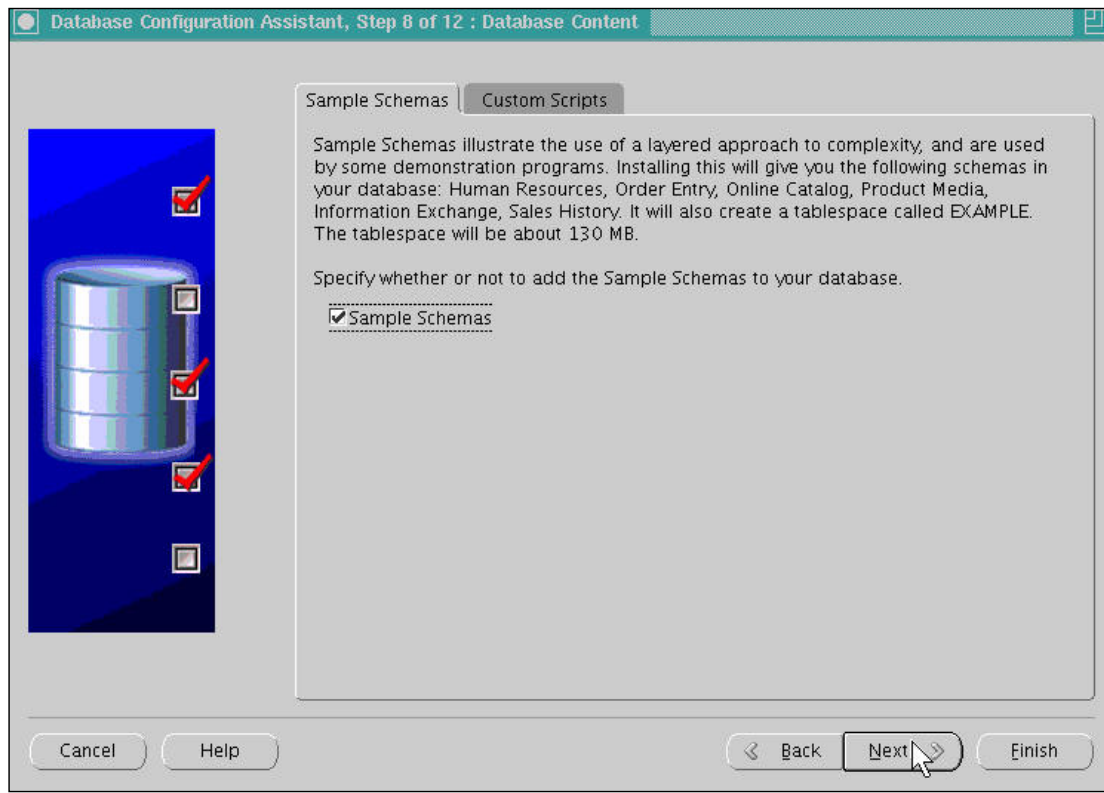 Database Configuration Assistant, Step 8 of 12 : Database Content
Sample Schemas
Custom Scripts
Sample Schemas illustrate the use of a layered approach to complexity, and are used
by some demonstration programs. Installing this will give you the following schemas in
your database: Human Resources, Order Entry, Online Catalog, Product Media,
Information Exchange, Sales History. It will also create a tablespace called EXAMPLE.
The tablespace will be about 130 MB.
Specify whether or not to add the Sample Schemas to your database.
Sample Schemas
Cancel
Help
Back
Next
Finish